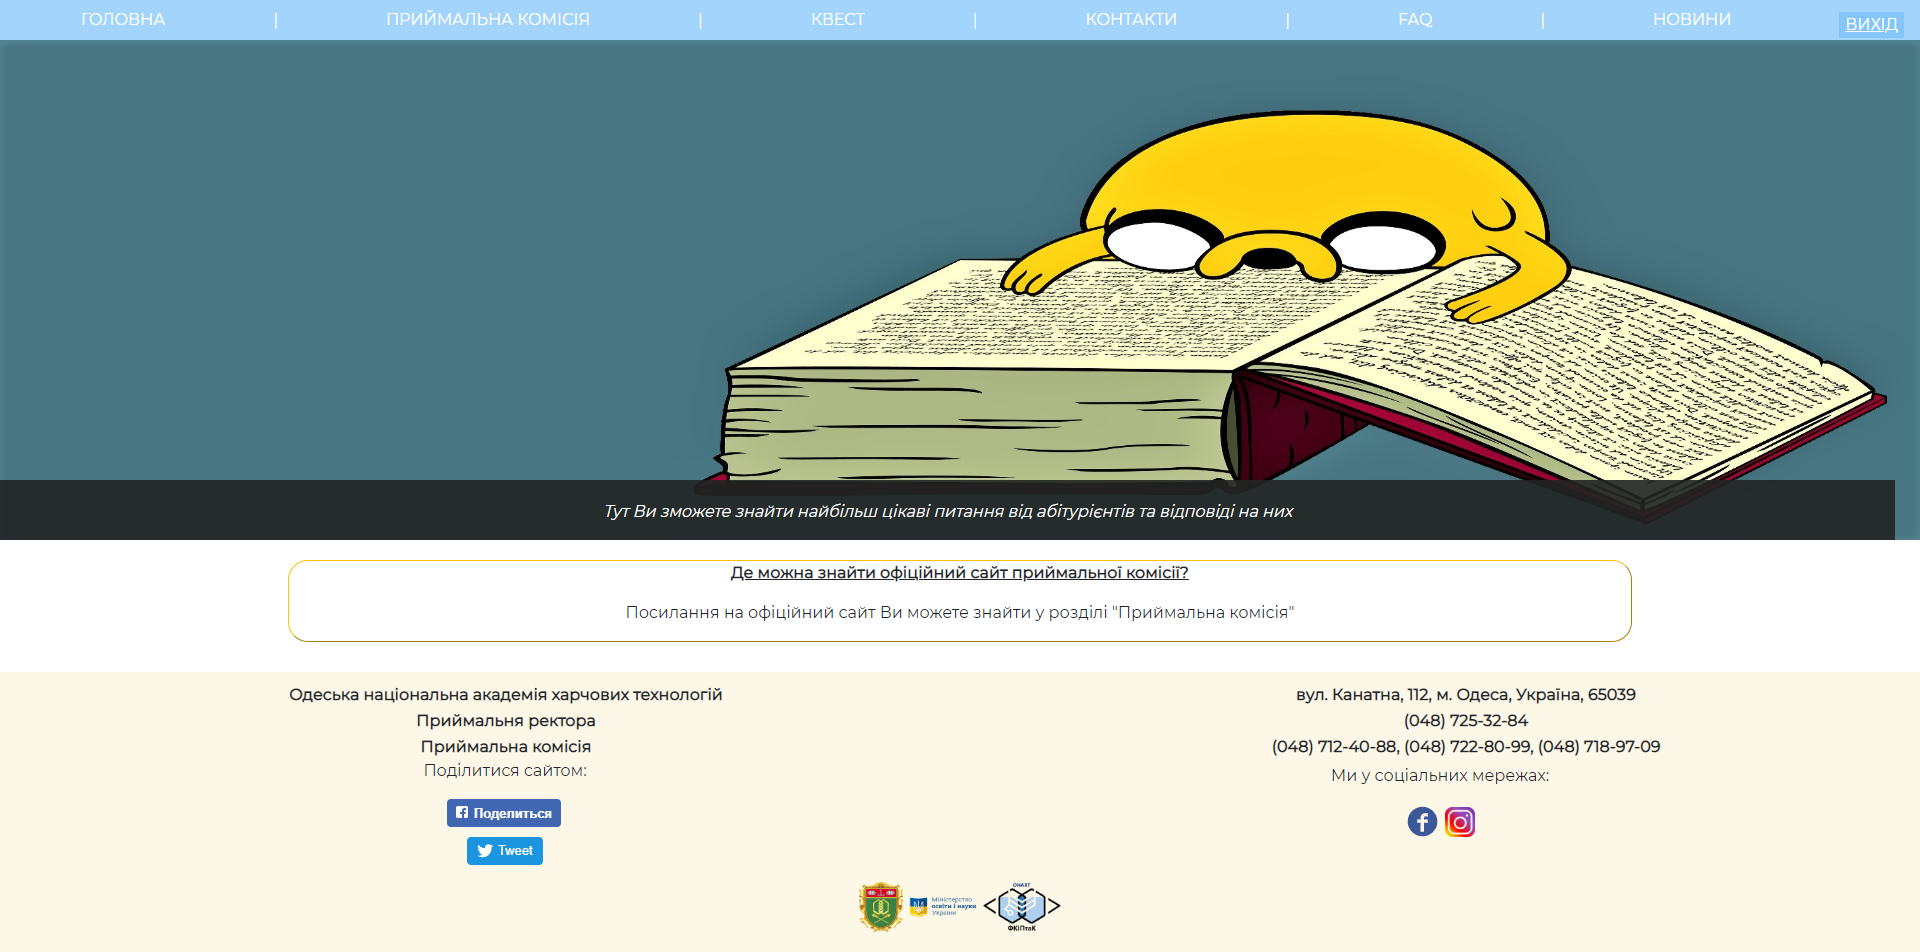 ГОЛОВНА | ПРИЙМАЛЬНА КОМІСІЯ | КВЕСТ | КОНТАКТИ | FAQ | НОВИНИ ВИХІД
Тут Ви зможете знайти найбільш цікаві питання від абітурієнтів та відповіді на них
Де можна знайти офіційний сайт приймальної комісії?
Посилання на офіційний сайт Ви можете знайти у розділі "Приймальна комісія"
Одеська національна академія харчових технологій
Приймальня ректора
Приймальна комісія
Поділитися сайтом:
Поделиться
Tweet
вул. Канатна, 112, м. Одеса, Україна, 65039
(048) 725-32-84
(048) 712-40-88, (048) 722-80-99, (048) 718-97-09
Ми у соціальних мережах:
Міністерство
освіти і науки
України
ОНАХТ
ФКІПтаК